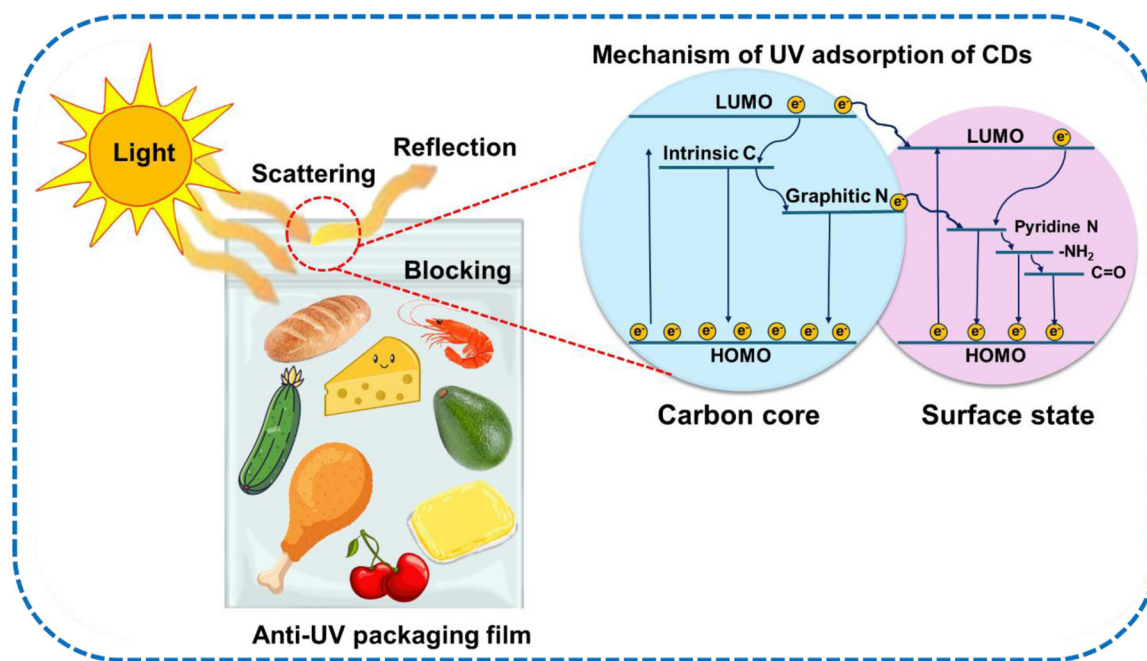 Mechanism of UV adsorption of CDs
Light
Scattering
Reflection
Blocking
Anti-UV packaging film
LUMO
e-
e-
Intrinsic C
Graphitic N
e-
e-
e-
e-
e-
e-
e-
e-
HOMO
Carbon core
LUMO
e-
Pyridine N
-NH₂
C=O
e-
e-
e-
e-
HOMO
Surface state